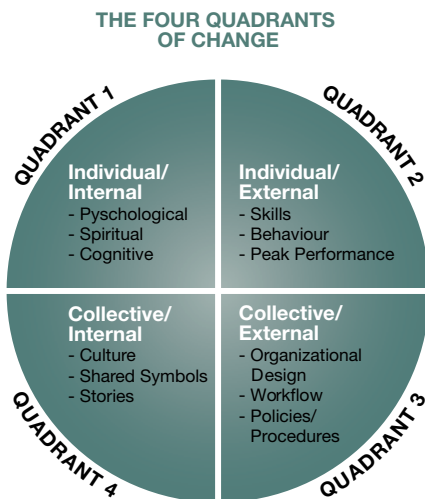 THE FOUR QUADRANTS
OF CHANGE
QUADRANT 1
Individual/
Internal
- Pyschological
- Spiritual
- Cognitive
QUADRANT 2
Individual/
External
- Skills
- Behaviour
- Peak Performance
Collective/
Internal
- Culture
- Shared Symbols
- Stories
QUADRANT 4
Collective/
External
- Organizational
Design
- Workflow
- Policies/
Procedures
QUADRANT 3